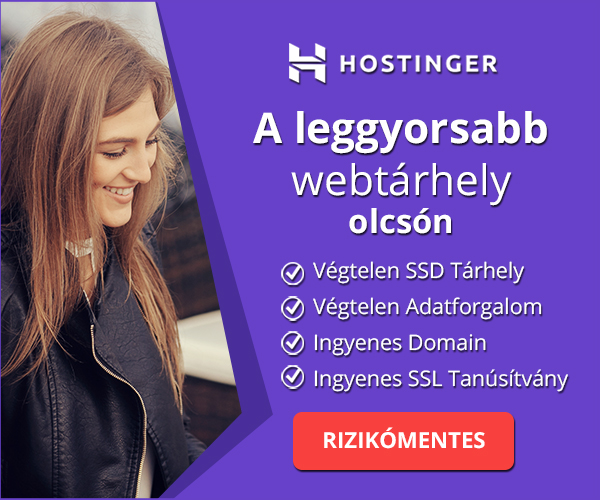 HOSTINGER
A leggyorsabb
webtárhely
olcsón
Végtelen SSD Tárhely
Végtelen Adatforgalom
Ingyenes Domain
Ingyenes SSL Tanúsítvány
RIZIKÓMENTES